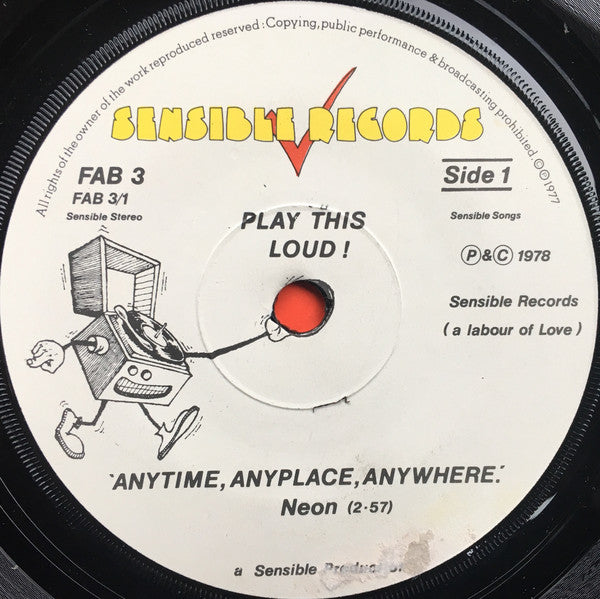 All rights of the owner of the work reproduced reserved : Copying, public performance & broadcasting prohibited. ©℗ 1977
SENSIBLE RECORDS
FAB 3
FAB 3/1
Sensible Stereo
Side 1
PLAY THIS
LOUD !
Sensible Songs
Ⓟ&Ⓒ 1978
Sensible Records
( a labour of Love )
'ANYTIME, ANYPLACE, ANYWHERE.'
Neon (2·57)
a Sensible